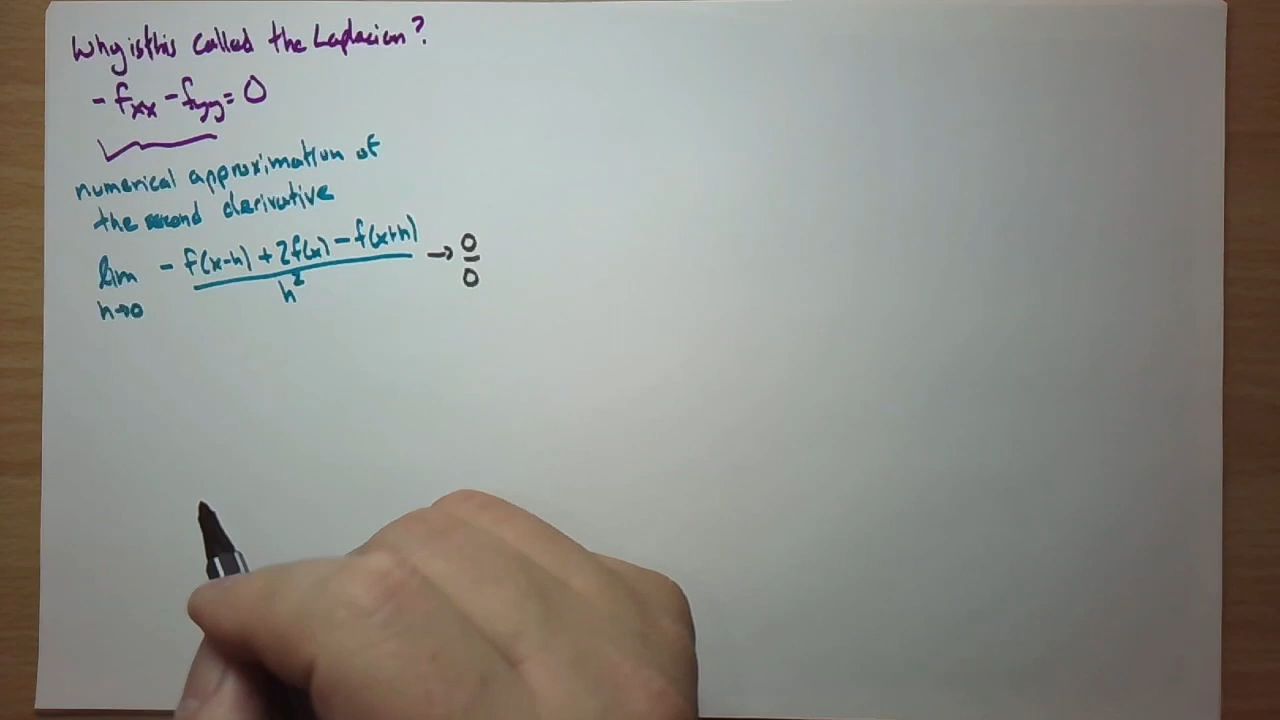 Why is this called the Laplacian?
- fxx - fyy = 0
numerical approximation of
the second derivative
lim h→0 - f(x-h) + 2f(x) - f(x+h) / h² → 0/0